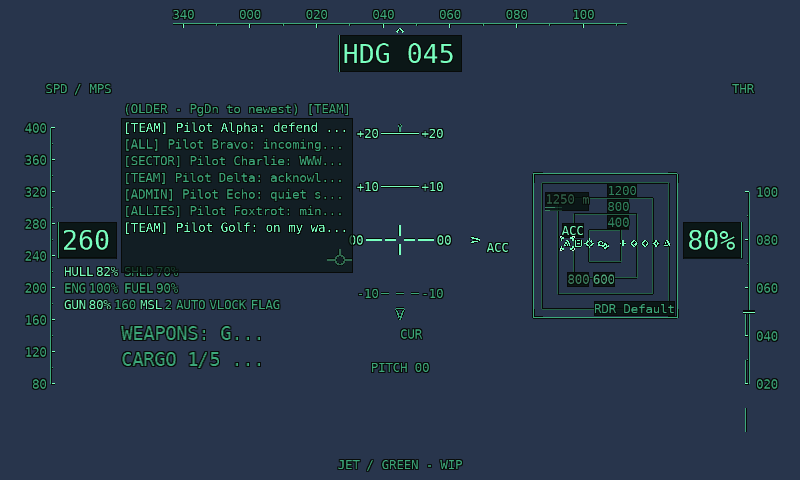 340 000 020 040 060 080 100
HDG 045
SPD / MPS
THR
(OLDER - PgDn to newest) [TEAM]
[TEAM] Pilot Alpha: defend ...
[ALL] Pilot Bravo: incoming...
[SECTOR] Pilot Charlie: WWW...
[TEAM] Pilot Delta: acknowl...
[ADMIN] Pilot Echo: quiet s...
[ALLIES] Pilot Foxtrot: min...
[TEAM] Pilot Golf: on my wa...
400
360
320
280
240
200
160
120
80
260
+20 +20
+10 +10
00 00
-10 -10
ACC
CUR
PITCH 00
1250 m
1200
800
400
ACC
800 600
RDR Default
80%
100
080
060
040
020
HULL 82% SHLD 70%
ENG 100% FUEL 90%
GUN 80% 160 MSL 2 AUTO VLOCK FLAG
WEAPONS: G...
CARGO 1/5 ...
JET / GREEN - WIP